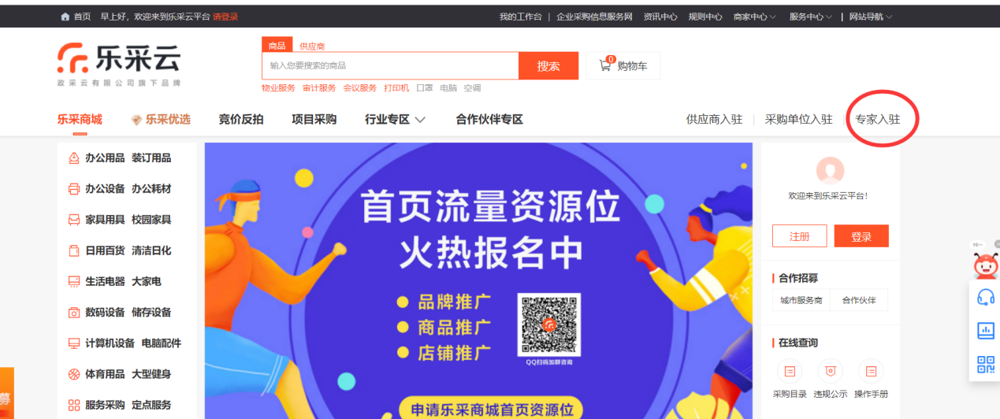 首页 早上好，欢迎来到乐采云平台 请登录 我的工作台 | 企业采购信息服务网 资讯中心 规则中心 商家中心 服务中心 | 网站导航
乐采云
政采云有限公司旗下品牌
商品 供应商
输入您要搜索的商品 搜索
0 购物车
物业服务 审计服务 会议服务 打印机 口罩 电脑 空调
乐采商城 乐采优选 竞价反拍 项目采购 行业专区 合作伙伴专区 供应商入驻 | 采购单位入驻 | 专家入驻
办公用品 装订用品
办公设备 办公耗材
家具用具 校园家具
日用百货 清洁日化
生活电器 大家电
数码设备 储存设备
计算机设备 电脑配件
体育用品 大型健身
服务采购 定点服务
首页流量资源位
火热报名中
品牌推广
商品推广
店铺推广
QQ扫码加群咨询
申请乐采商城首页资源位
欢迎来到乐采云平台!
注册 登录
合作招募
城市服务商 合作伙伴
在线查询
采购目录 违规公示 操作手册
Hi~
募